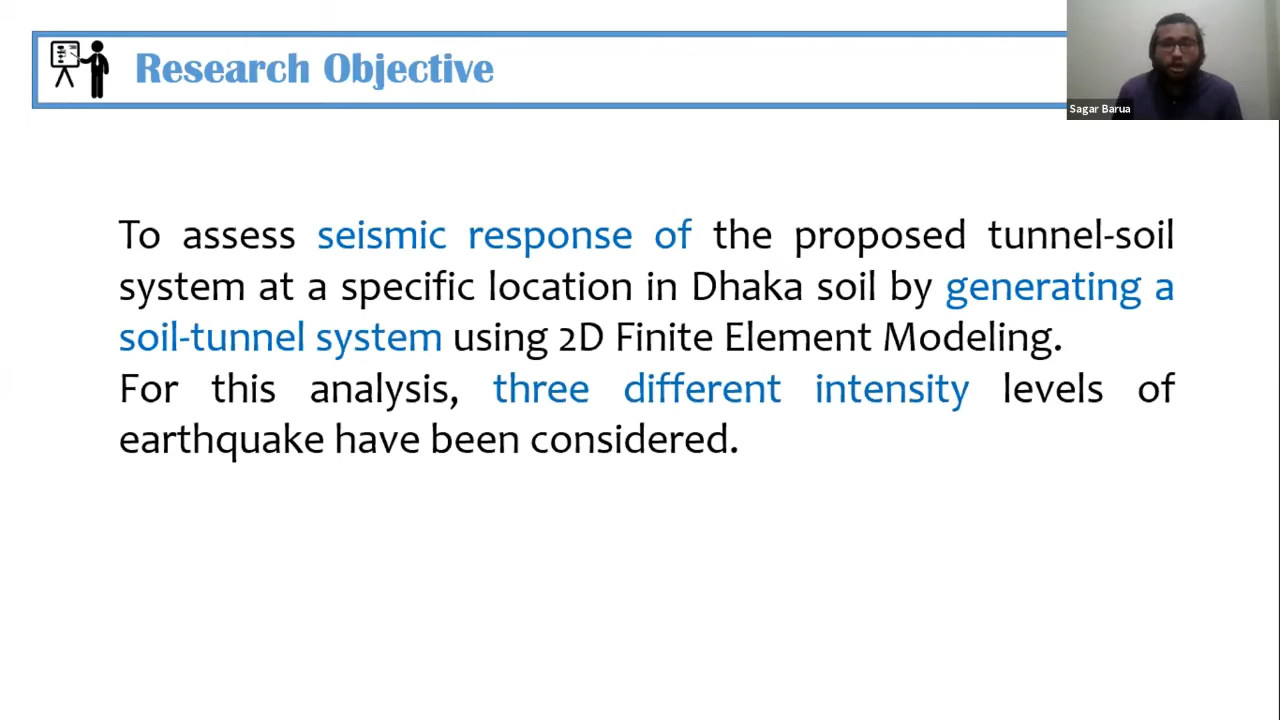 Research Objective
Sagar Barua
To assess seismic response of the proposed tunnel-soil
system at a specific location in Dhaka soil by generating a
soil-tunnel system using 2D Finite Element Modeling.
For this analysis, three different intensity levels of
earthquake have been considered.